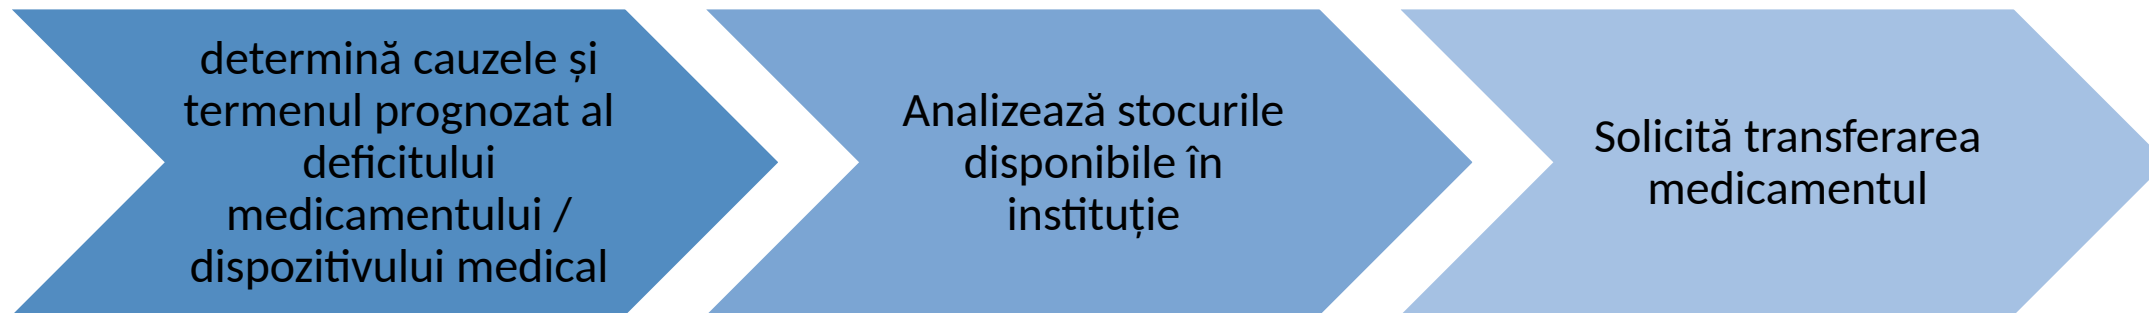 determină cauzele și
termenul prognozat al
deficitului
medicamentului /
dispozitivului medical
Analizează stocurile
disponibile în
instituție
Solicită transferarea
medicamentul